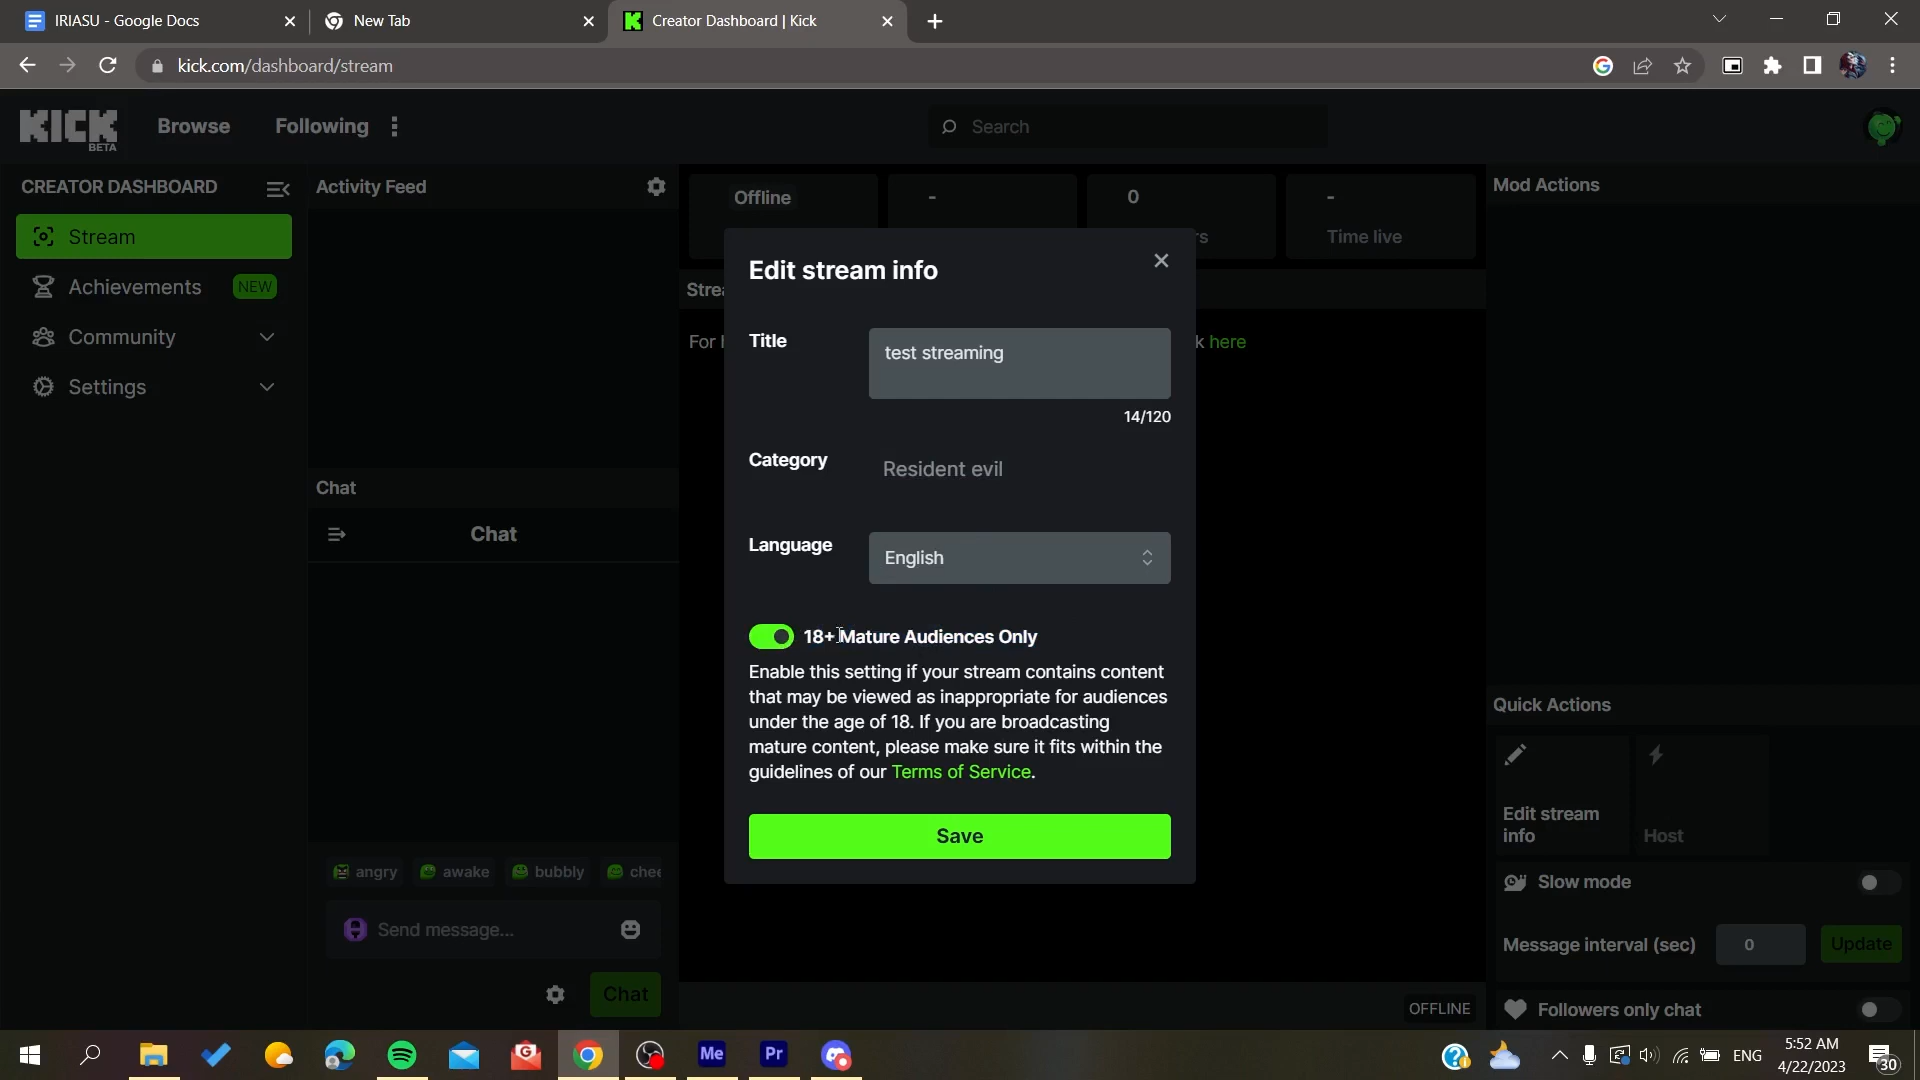 IRIASU - Google Docs
New Tab
Creator Dashboard | Kick
kick.com/dashboard/stream
KICK
BETA
Browse
Following
Search
CREATOR DASHBOARD
Stream
Achievements
NEW
Community
Settings
Activity Feed
Chat
Chat
angry
awake
bubbly
chee
Send message...
Chat
Offline
-
0
rs
-
Time live
Strea
For
k here
OFFLINE
Edit stream info
Title
test streaming
14/120
Category
Resident evil
Language
English
18+ Mature Audiences Only
Enable this setting if your stream contains content
that may be viewed as inappropriate for audiences
under the age of 18. If you are broadcasting
mature content, please make sure it fits within the
guidelines of our Terms of Service.
Save
Mod Actions
Quick Actions
Edit stream
info
Host
Slow mode
Message interval (sec)
0
Update
Followers only chat
Me
Pr
ENG
5:52 AM
4/22/2023
30